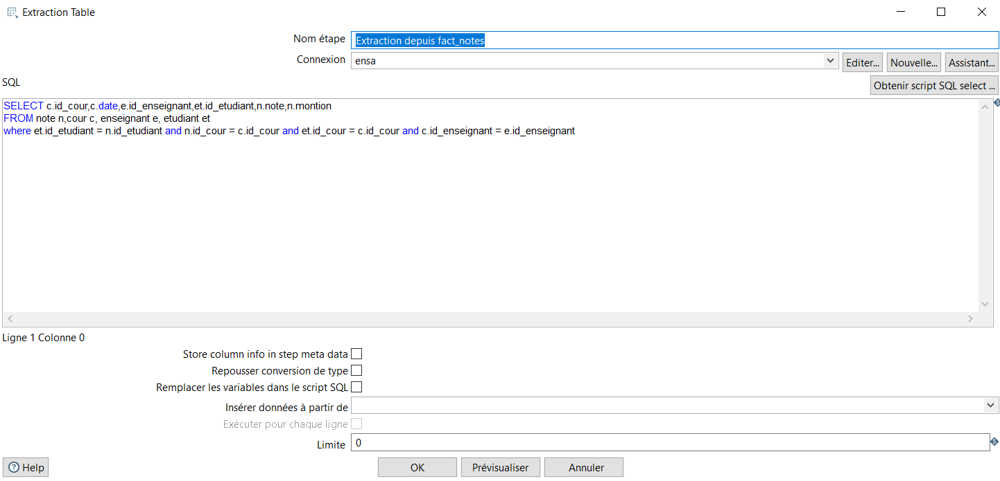 Extraction Table
Nom étape Extraction depuis fact_notes
Connexion ensa Editer... Nouvelle... Assistant...
SQL
Obtenir script SQL select ...
SELECT c.id_cour,c.date,e.id_enseignant,et.id_etudiant,n.note,n.montion
FROM note n,cour c, enseignant e, etudiant et
where et.id_etudiant = n.id_etudiant and n.id_cour = c.id_cour and et.id_cour = c.id_cour and c.id_enseignant = e.id_enseignant
Ligne 1 Colonne 0
Store column info in step meta data
Repousser conversion de type
Remplacer les variables dans le script SQL
Insérer données à partir de
Exécuter pour chaque ligne
Limite 0
Help OK Prévisualiser Annuler